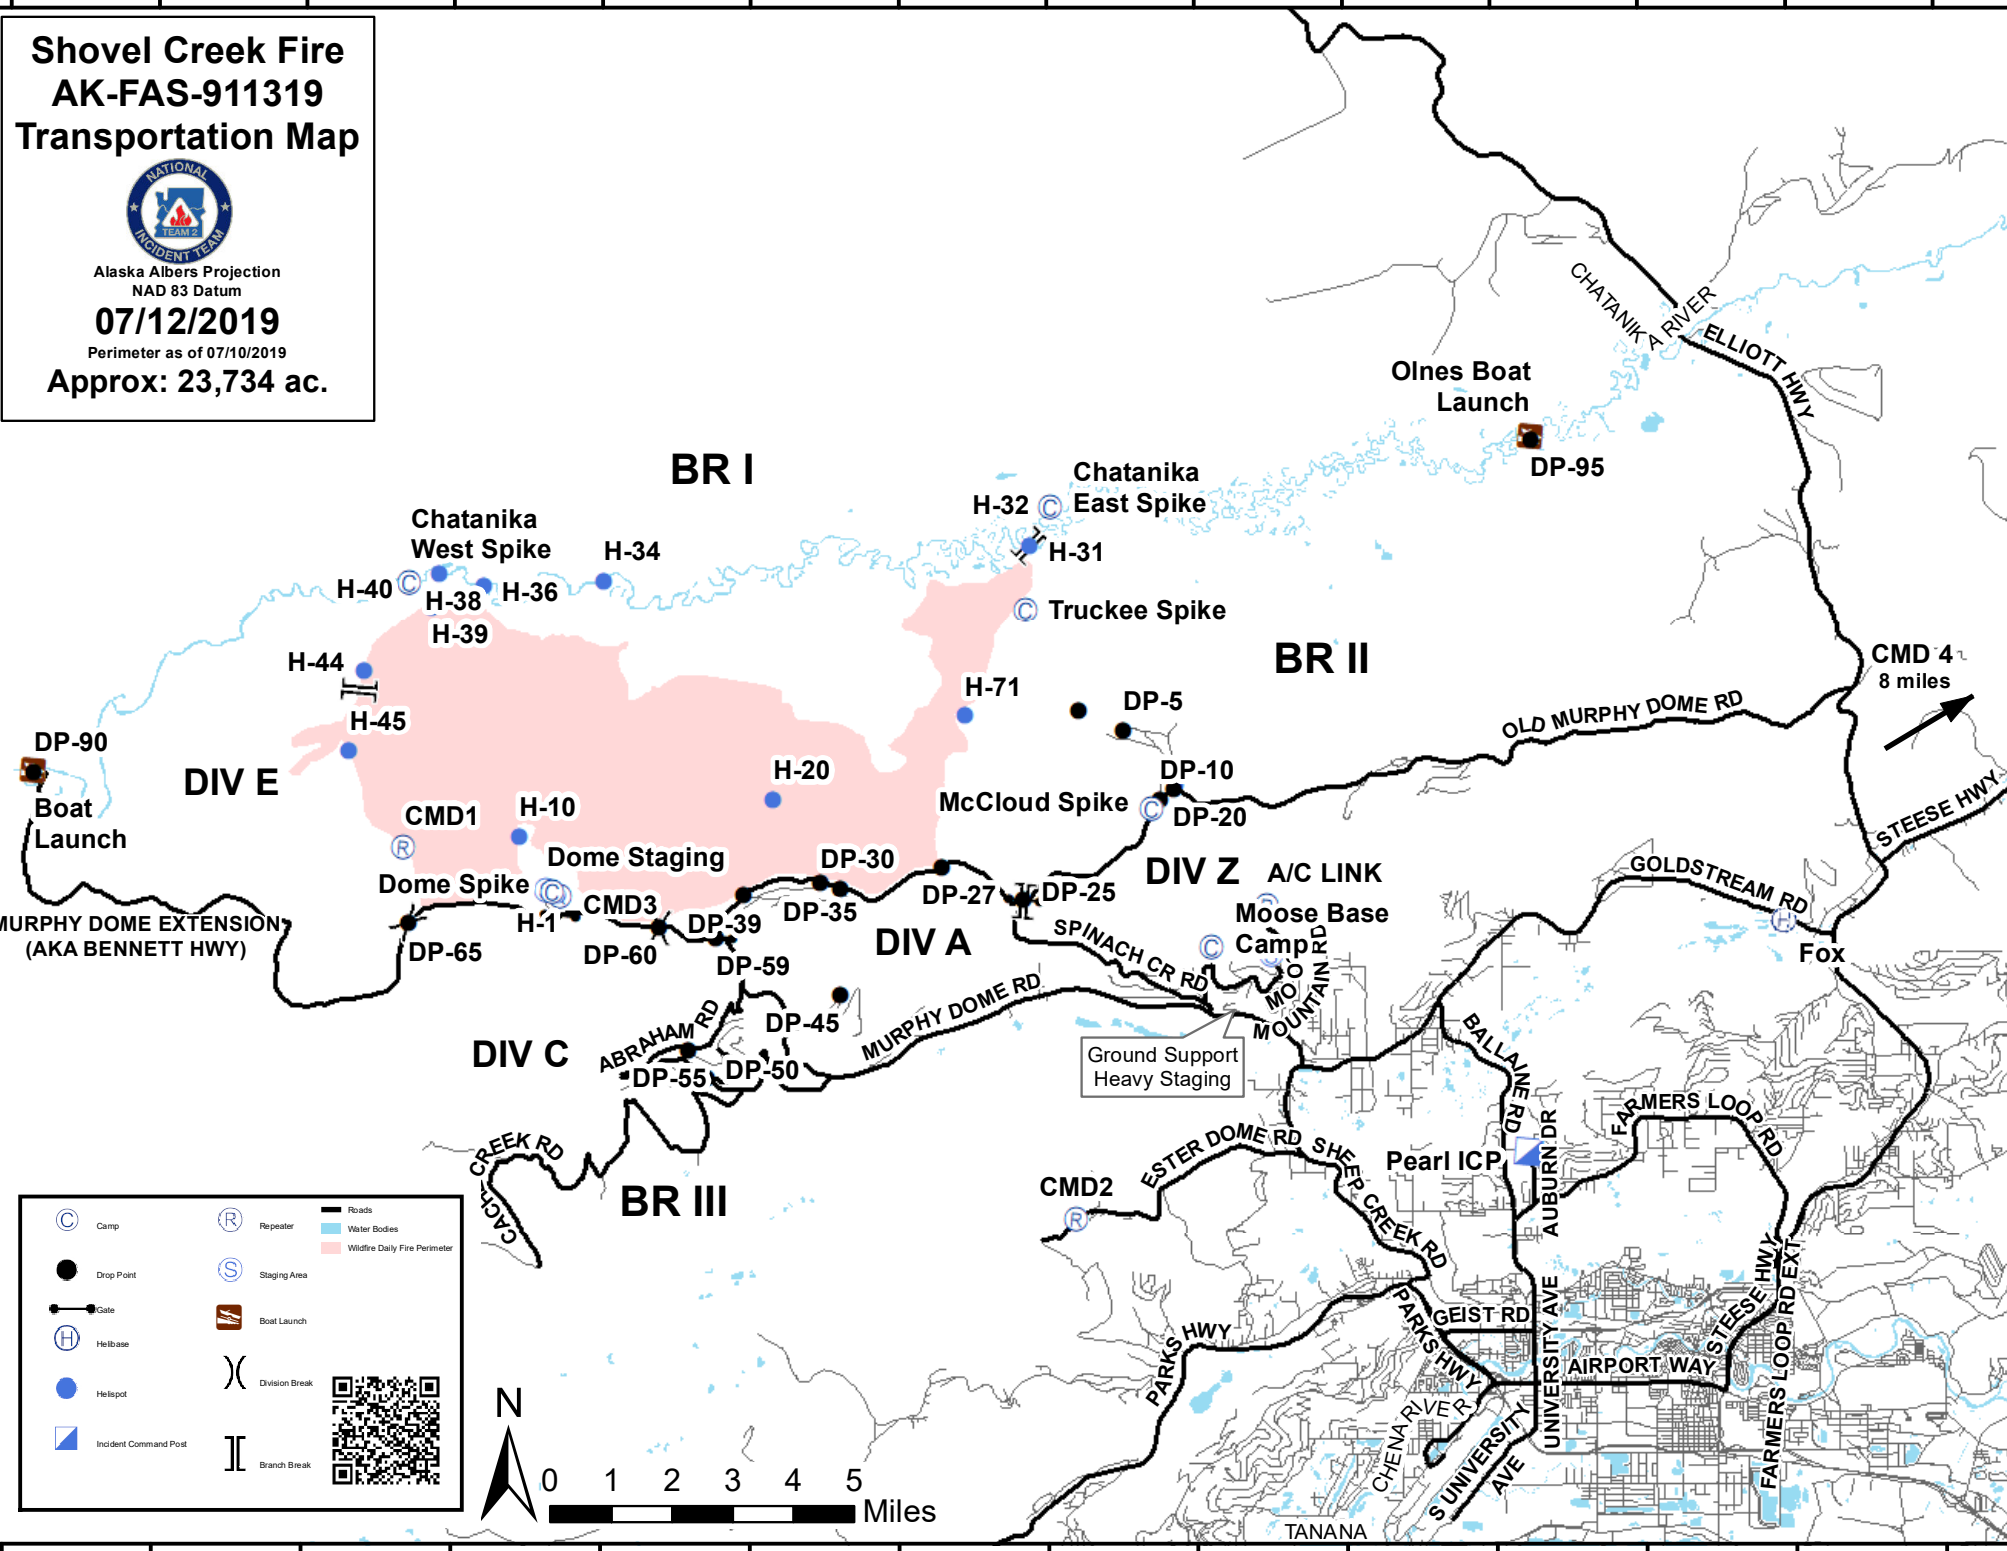 Shovel Creek Fire
AK-FAS-911319
Transportation Map
NATIONAL
TEAM 2
INCIDENT TEAM
Alaska Albers Projection
NAD 83 Datum
07/12/2019
Perimeter as of 07/10/2019
Approx: 23,734 ac.
CHATANIKA RIVER
ELLIOTT HWY
Olnes Boat
Launch
DP-95
BR I
Chatanika
East Spike
H-32
H-31
Chatanika
West Spike
H-34
H-40
H-38
H-36
H-39
Truckee Spike
H-44
BR II
CMD 4
8 miles
H-71
DP-5
OLD MURPHY DOME RD
H-45
DP-90
Boat
Launch
DIV E
H-20
DP-10
McCloud Spike
DP-20
STEESE HWY
CMD1
H-10
Dome Staging
DP-30
DIV Z
A/C LINK
GOLDSTREAM RD
Dome Spike
CMD3
DP-27
DP-25
MURPHY DOME EXTENSION
(AKA BENNETT HWY)
H-1
DP-39
DP-35
Moose Base
Camp
DP-65
DP-60
DIV A
SPINACH CR RD
Fox
DP-59
MOO
MOUNTAIN RD
MURPHY DOME RD
DP-45
ABRAHAM RD
DIV C
DP-55
DP-50
Ground Support
Heavy Staging
BALLAINE RD
FARMERS LOOP RD
CACHE CREEK RD
ESTER DOME RD
SHEEP CREEK RD
Pearl ICP
AUBURN DR
BR III
CMD2
PARKS HWY
PARKS HWY
GEIST RD
UNIVERSITY AVE
STEESE HWY
FARMERS LOOP RD EXT
AIRPORT WAY
CHENA RIVER
S UNIVERSITY
AVE
TANANA
Camp
Drop Point
Gate
Helibase
Helispot
Incident Command Post
Repeater
Staging Area
Boat Launch
Division Break
Branch Break
Roads
Water Bodies
Wildfire Daily Fire Perimeter
N
0 1 2 3 4 5
Miles